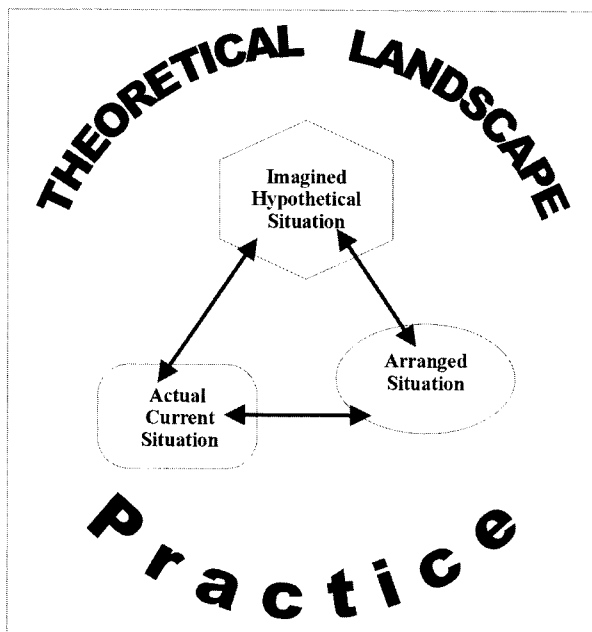 THEORETICAL LANDSCAPE
Imagined
Hypothetical
Situation
Arranged
Situation
Actual
Current
Situation
Practice